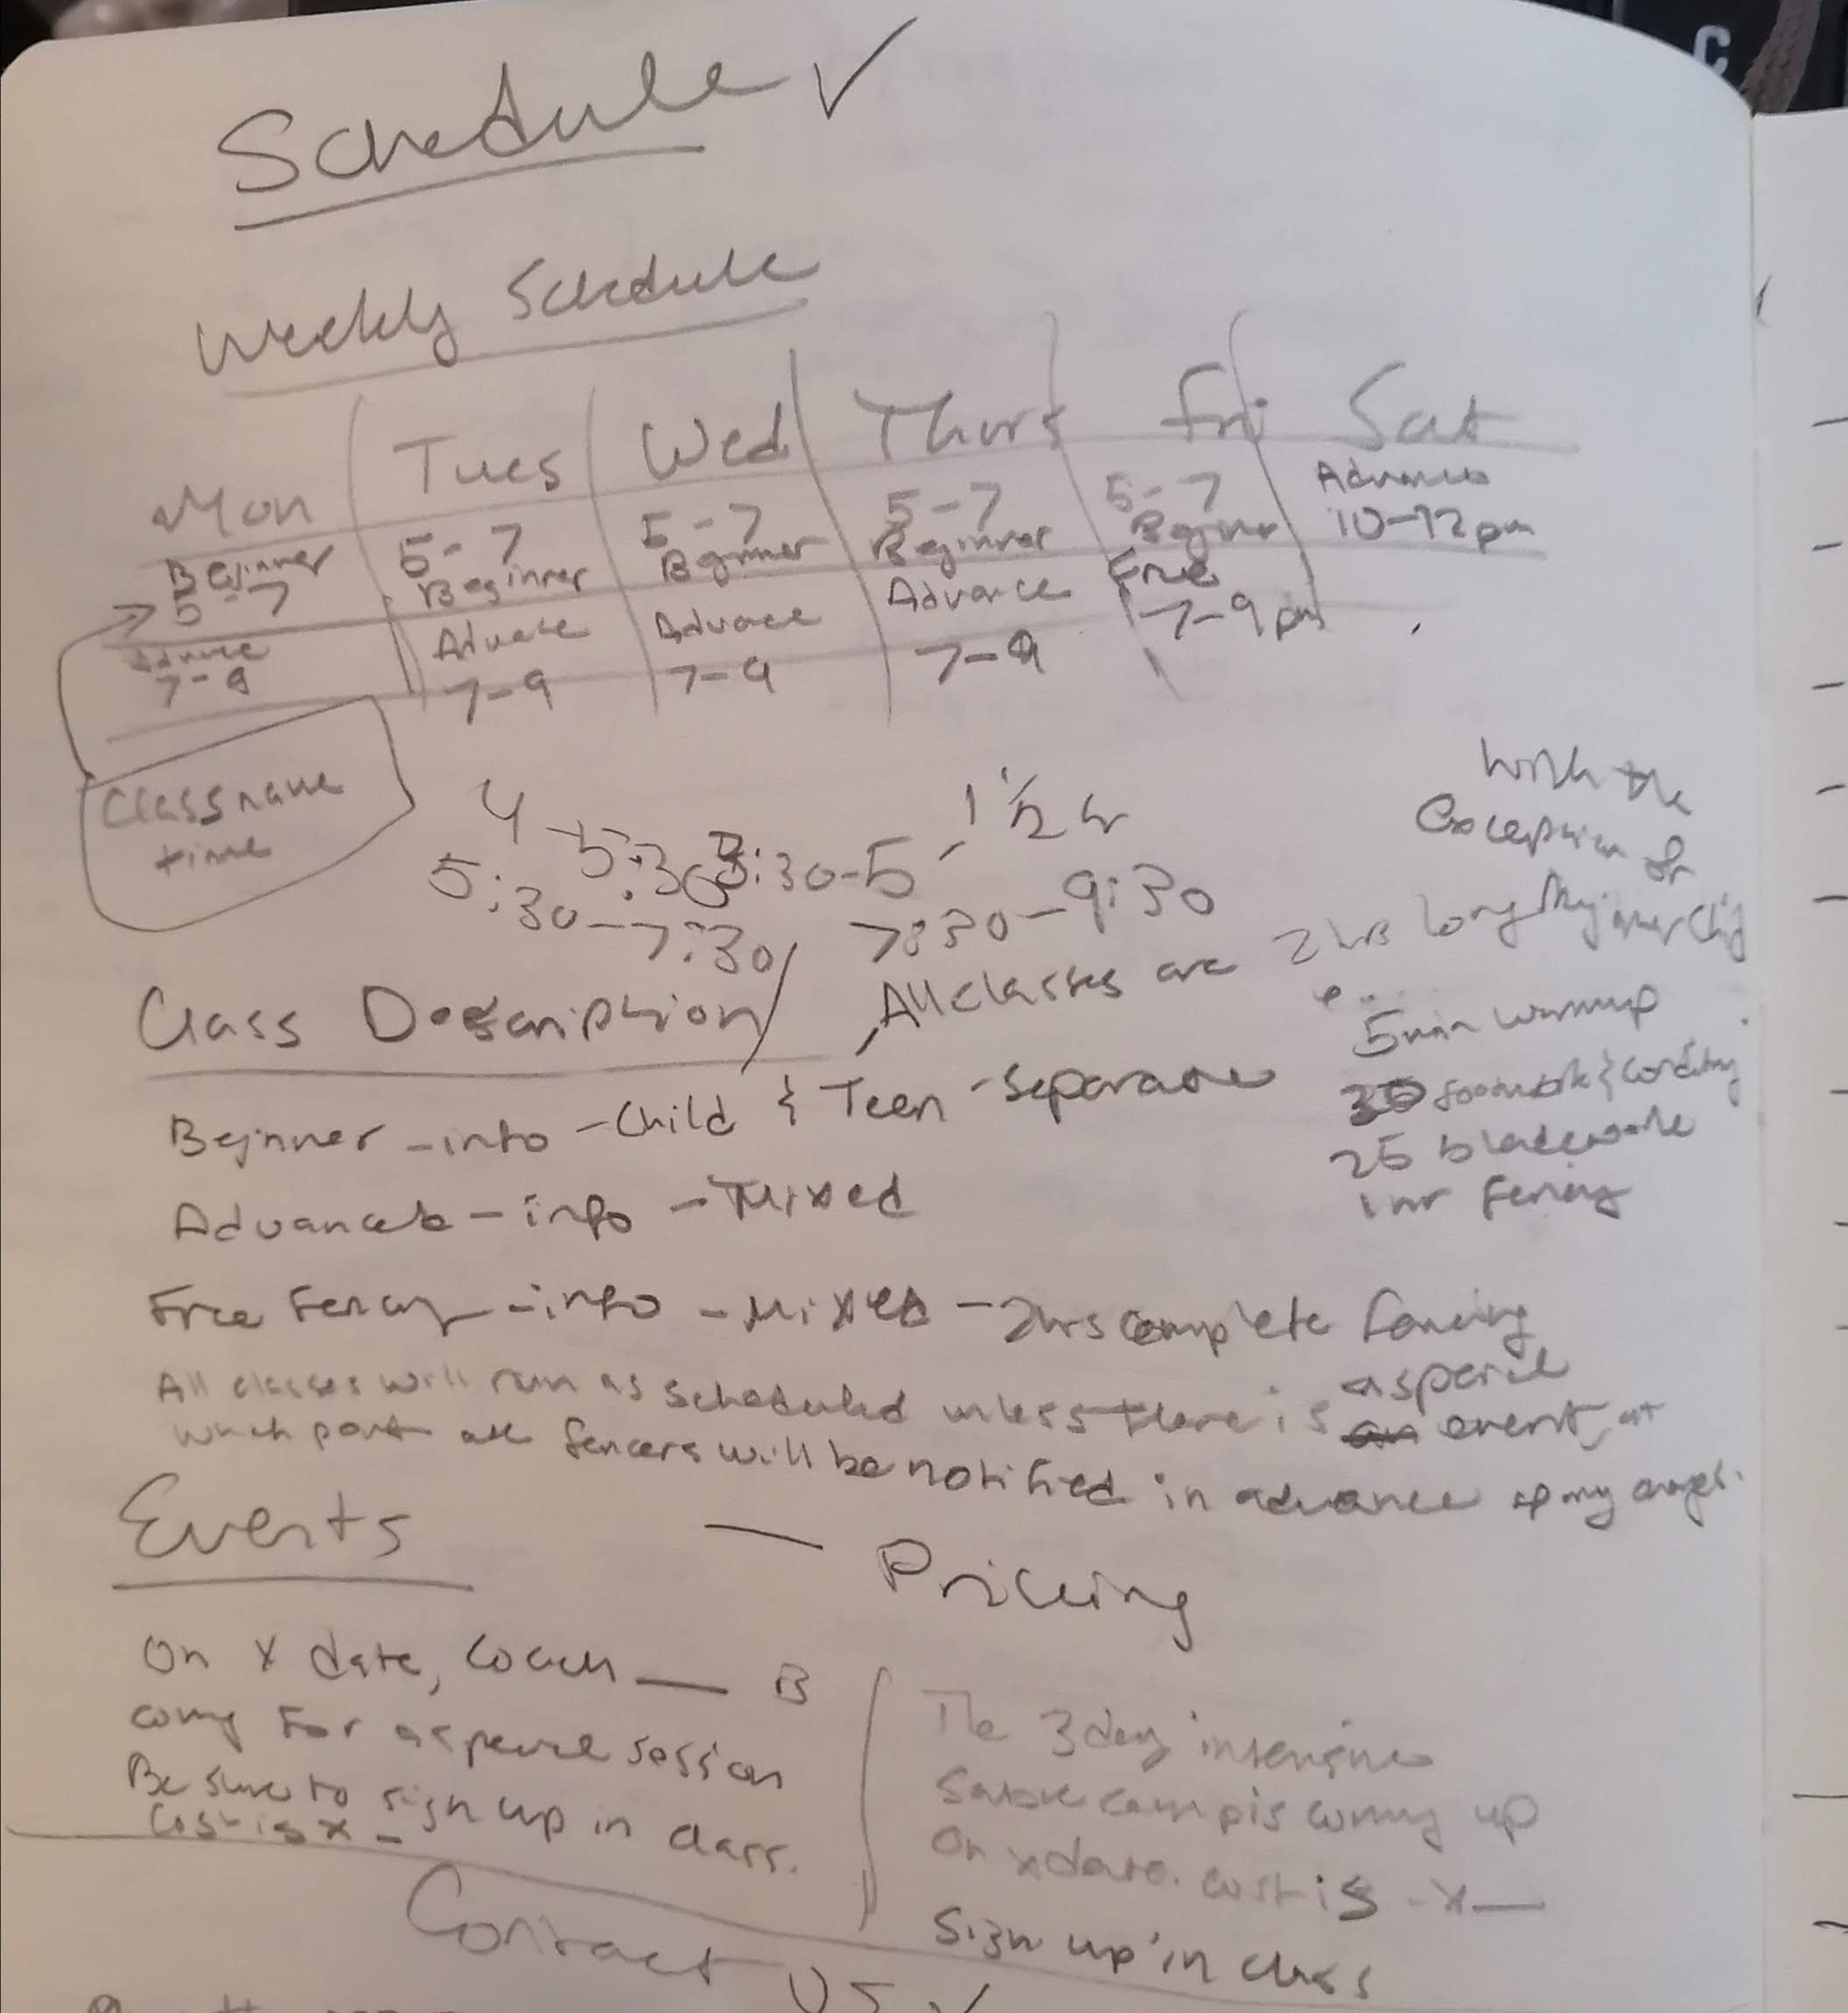 Schedule ✓
Weekly Schedule
Mon Tues Wed Thurs Fri Sat
Beginner 5-7 5-7 5-7 5-7 Advance
5-7 Beginner Beginner Beginner Beginner 10-12pm
Advance Advance Advance Advance Free
7-9 7-9 7-9 7-9 7-9pm
Class name
time
4-5:30 3:30-5 - 1 1/2 hr
5:30-7:30 7:30-9:30
with the
exception of
Class Description / All classes are 2 hrs long
5min warmup
Beginner - info - Child & Teen - separate
footwork &
25 bladework
Advance - info - Mixed
1 hr Fencing
Free Fencing - info - Mixed - 2hrs complete fencing
All classes will run as scheduled unless there is a special event, at
which point all fencers will be notified in advance of any changes.
Events — Pricing
On X date, Coach ___ is
coming For a special session
Be sure to sign up in class.
Cost is x -
The 3 day intensive
Sabre camp is coming up
On x date. cost is - x —
Sign up in class
Contact US ✓